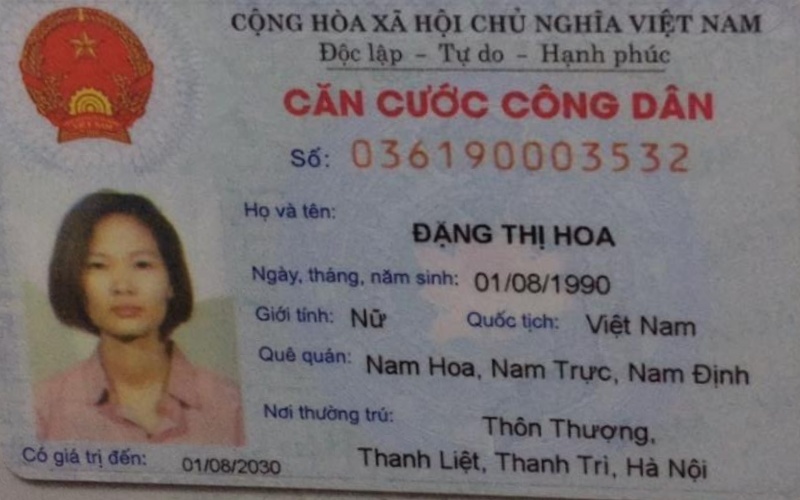 CỘNG HÒA XÃ HỘI CHỦ NGHĨA VIỆT NAM
Độc lập - Tự do - Hạnh phúc
CĂN CƯỚC CÔNG DÂN
Số: 036190003532
Họ và tên:
ĐẶNG THỊ HOA
Ngày, tháng, năm sinh: 01/08/1990
Giới tính: Nữ Quốc tịch: Việt Nam
Quê quán: Nam Hoa, Nam Trực, Nam Định
Nơi thường trú: Thôn Thượng,
Thanh Liệt, Thanh Trì, Hà Nội
Có giá trị đến: 01/08/2030